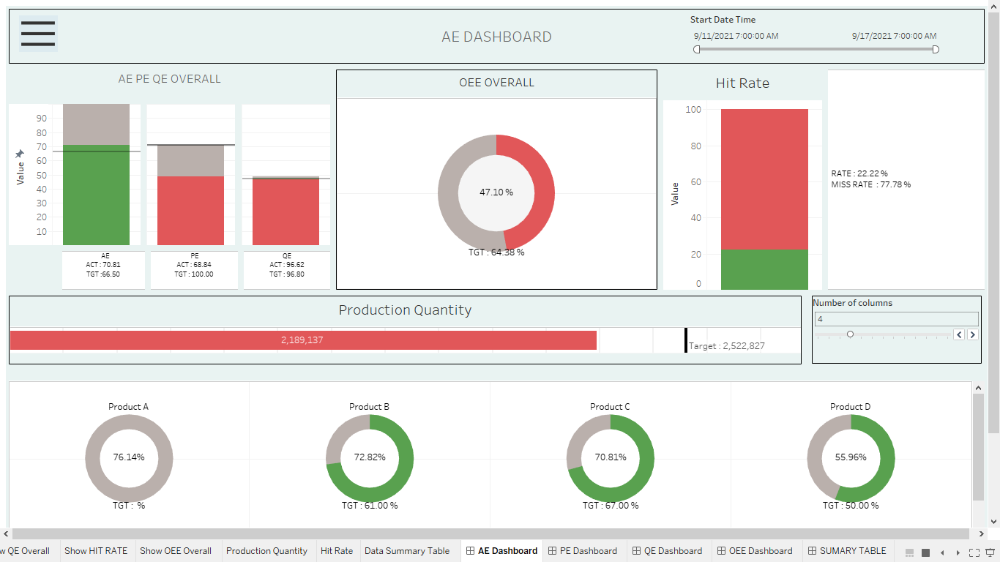 AE DASHBOARD
Start Date Time
9/11/2021 7:00:00 AM
9/17/2021 7:00:00 AM
AE PE QE OVERALL
90
80
70
60
50
40
30
20
10
Value
AE
ACT : 70.81
TGT :66.50
PE
ACT : 68.84
TGT : 100.00
QE
ACT : 96.62
TGT : 96.80
OEE OVERALL
47.10 %
TGT : 64.38 %
Hit Rate
100
80
60
40
20
0
Value
RATE : 22.22 %
MISS RATE : 77.78 %
Production Quantity
2,189,137
Target : 2,522,827
Number of columns
4
Product A
76.14%
TGT : %
Product B
72.82%
TGT : 61.00 %
Product C
70.81%
TGT : 67.00 %
Product D
55.96%
TGT : 50.00 %
w QE Overall
Show HIT RATE
Show OEE Overall
Production Quantity
Hit Rate
Data Summary Table
AE Dashboard
PE Dashboard
QE Dashboard
OEE Dashboard
SUMARY TABLE